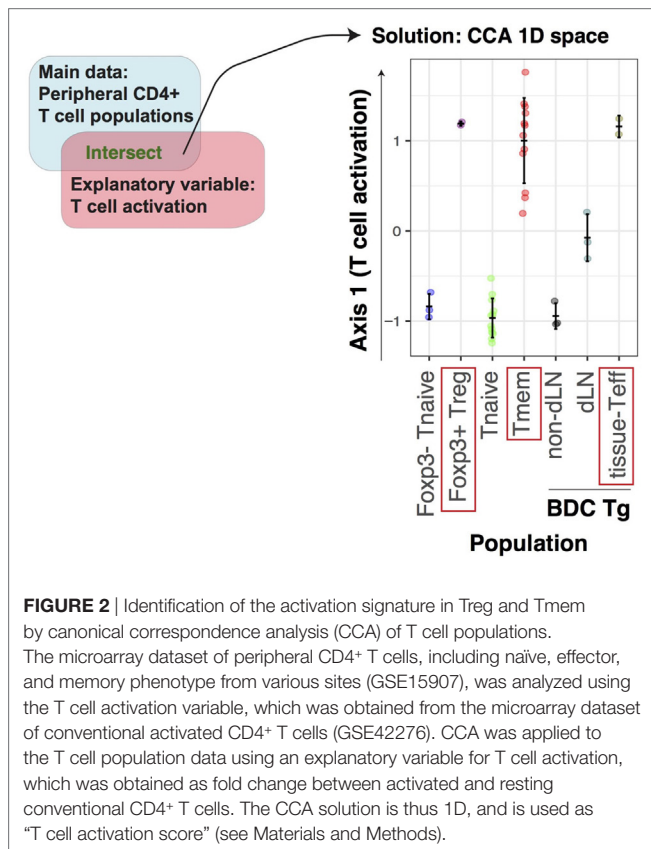 Solution: CCA 1D space
Main data:
Peripheral CD4+
T cell populations
Intersect
Explanatory variable:
T cell activation
Axis 1 (T cell activation)
1
0
−1
Foxp3- Tnaive
Foxp3+ Treg
Tnaive
Tmem
non-dLN
dLN
tissue-Teff
BDC Tg
Population
FIGURE 2 | Identification of the activation signature in Treg and Tmem
by canonical correspondence analysis (CCA) of T cell populations.
The microarray dataset of peripheral CD4⁺ T cells, including naïve, effector,
and memory phenotype from various sites (GSE15907), was analyzed using
the T cell activation variable, which was obtained from the microarray dataset
of conventional activated CD4⁺ T cells (GSE42276). CCA was applied to
the T cell population data using an explanatory variable for T cell activation,
which was obtained as fold change between activated and resting
conventional CD4⁺ T cells. The CCA solution is thus 1D, and is used as
“T cell activation score” (see Materials and Methods).